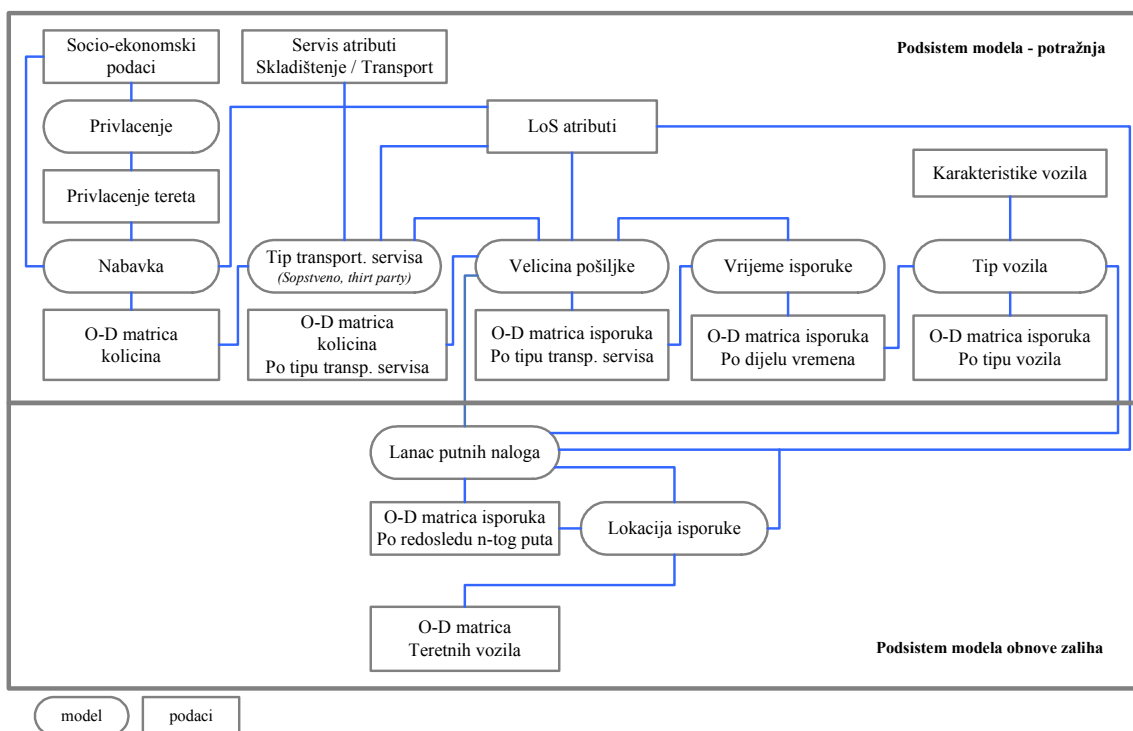 Socio-ekonomski
podaci
Servis atributi
Skladištenje / Transport
Podsistem modela - potražnja
Privlacenje
LoS atributi
Privlacenje tereta
Karakteristike vozila
Nabavka
Tip transport. servisa
(Sopstveno, thirt party)
Velicina pošiljke
Vrijeme isporuke
Tip vozila
O-D matrica
kolicina
O-D matrica
kolicina
Po tipu transp. servisa
O-D matrica isporuka
Po tipu transp. servisa
O-D matrica isporuka
Po dijelu vremena
O-D matrica isporuka
Po tipu vozila
Lanac putnih naloga
O-D matrica isporuka
Po redosledu n-tog puta
Lokacija isporuke
O-D matrica
Teretnih vozila
Podsistem modela obnove zaliha
model
podaci